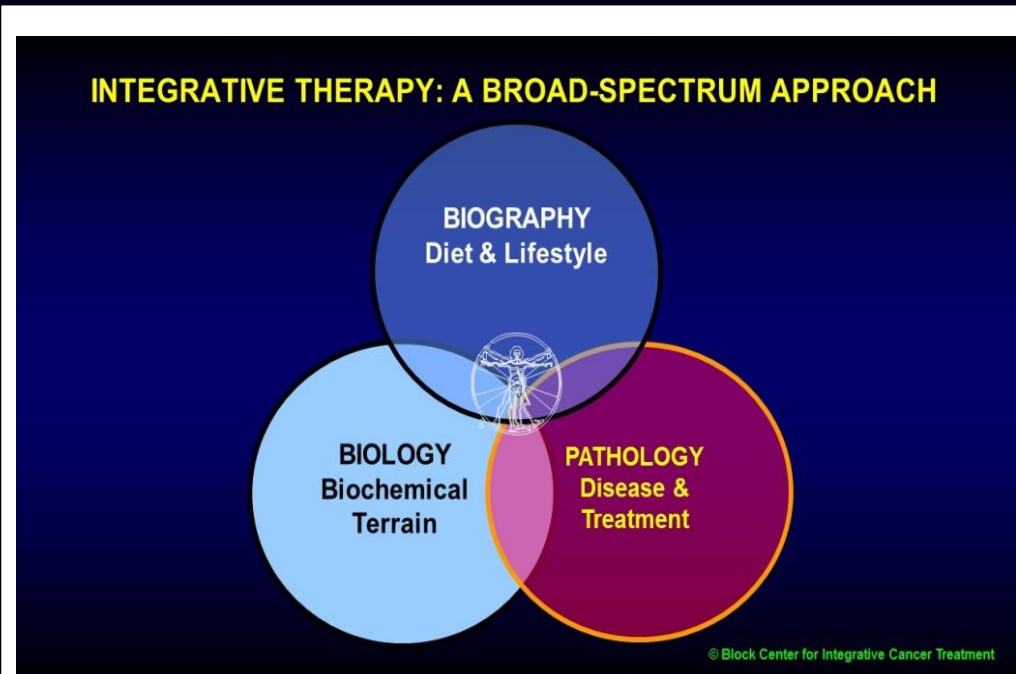 INTEGRATIVE THERAPY: A BROAD-SPECTRUM APPROACH
BIOGRAPHY
Diet & Lifestyle
BIOLOGY
Biochemical
Terrain
PATHOLOGY
Disease &
Treatment
© Block Center for Integrative Cancer Treatment